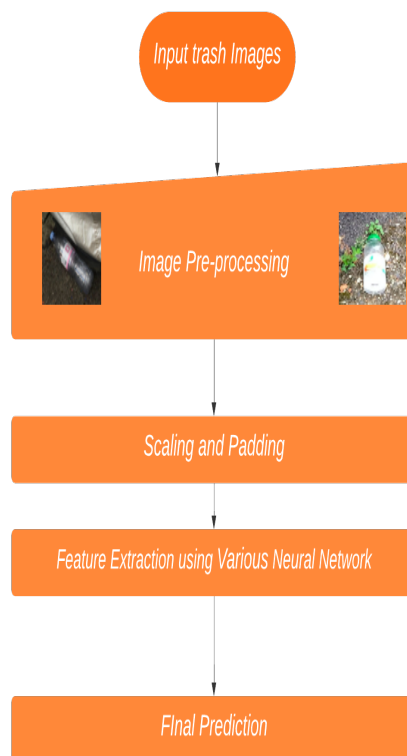 Input trash Images
Image Pre-processing
Scaling and Padding
Feature Extraction using Various Neural Network
FInal Prediction